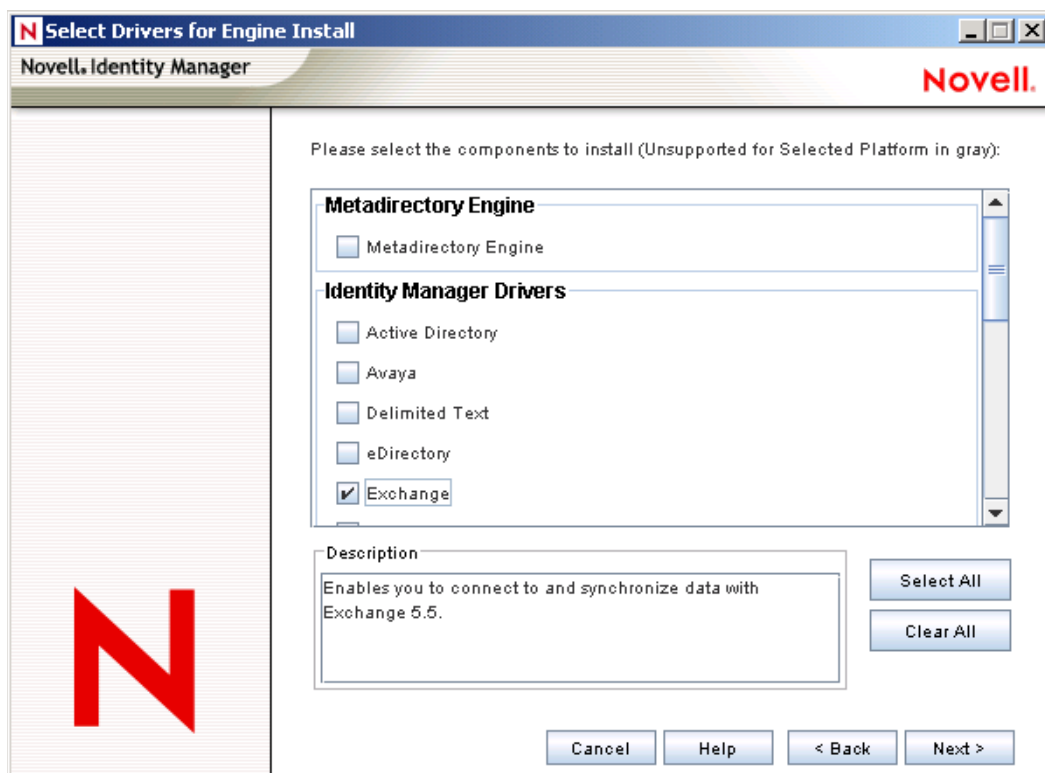 Select Drivers for Engine Install
Novell. Identity Manager
Novell.
Please select the components to install (Unsupported for Selected Platform in gray):
Metadirectory Engine
Metadirectory Engine
Identity Manager Drivers
Active Directory
Avaya
Delimited Text
eDirectory
Exchange
Description
Enables you to connect to and synchronize data with
Exchange 5.5.
Select All
Clear All
Cancel
Help
< Back
Next >